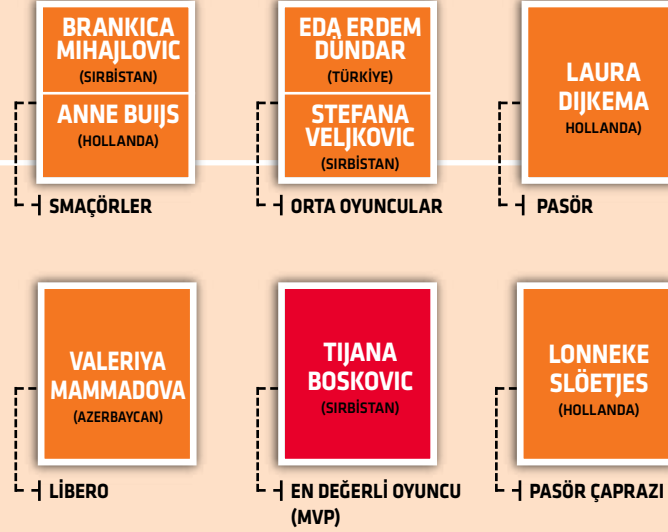 BRANKICA
MIHAJLOVIC
(SIRBİSTAN)
ANNE BUIJS
(HOLLANDA)
SMAÇÖRLER
EDA ERDEM
DÜNDAR
(TÜRKİYE)
STEFANA
VELJKOVIC
(SIRBİSTAN)
ORTA OYUNCULAR
LAURA
DIJKEMA
HOLLANDA)
PASÖR
VALERIYA
MAMMADOVA
(AZERBAYCAN)
LİBERO
TIJANA
BOSKOVIC
(SIRBİSTAN)
EN DEĞERLİ OYUNCU
(MVP)
LONNEKE
SLÖETJES
(HOLLANDA)
PASÖR ÇAPRAZI